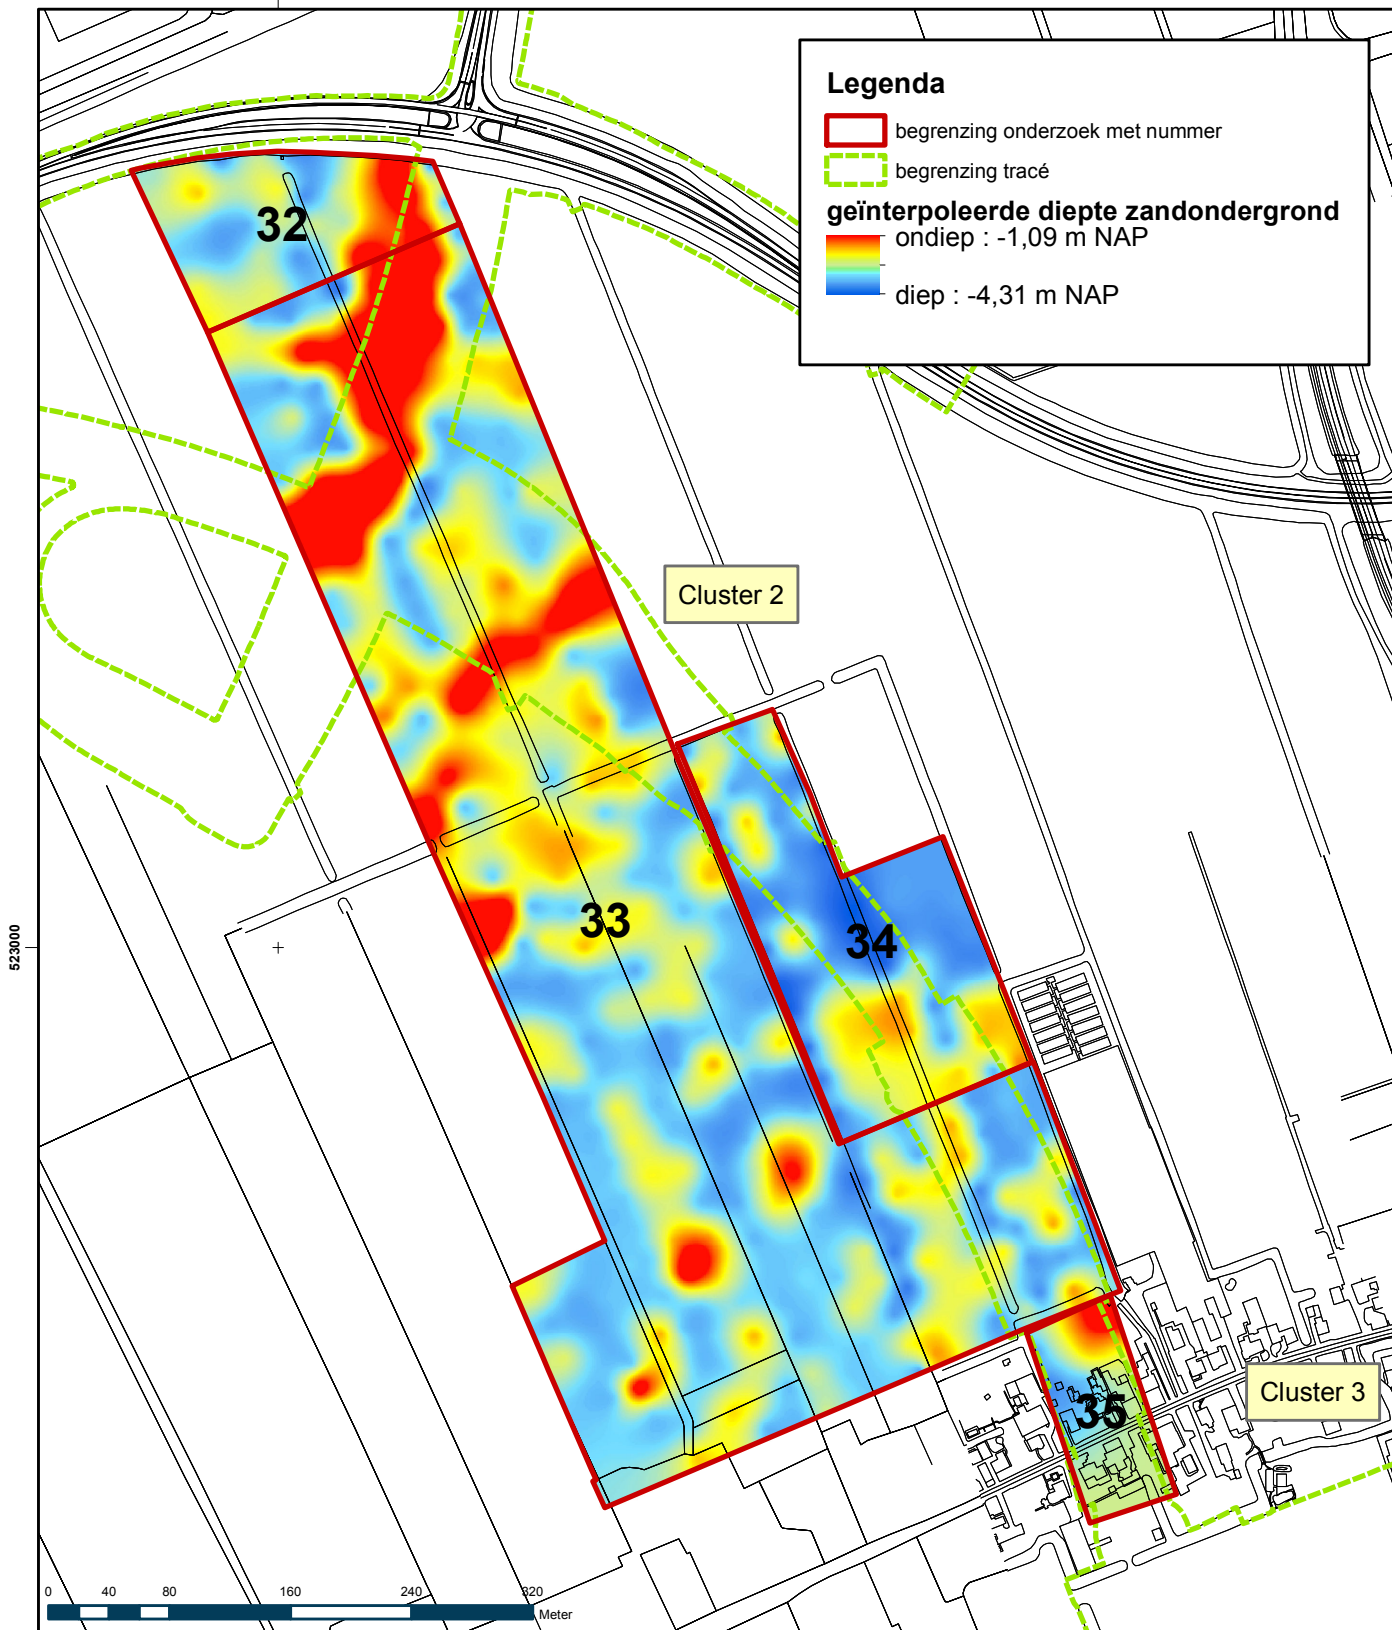 Legenda
begrenzing onderzoek met nummer
begrenzing tracé
geïnterpoleerde diepte zandondergrond
ondiep : -1,09 m NAP
diep : -4,31 m NAP
32
Cluster 2
33
34
5223000
35
Cluster 3
0 40 80 160 240 320
Meter